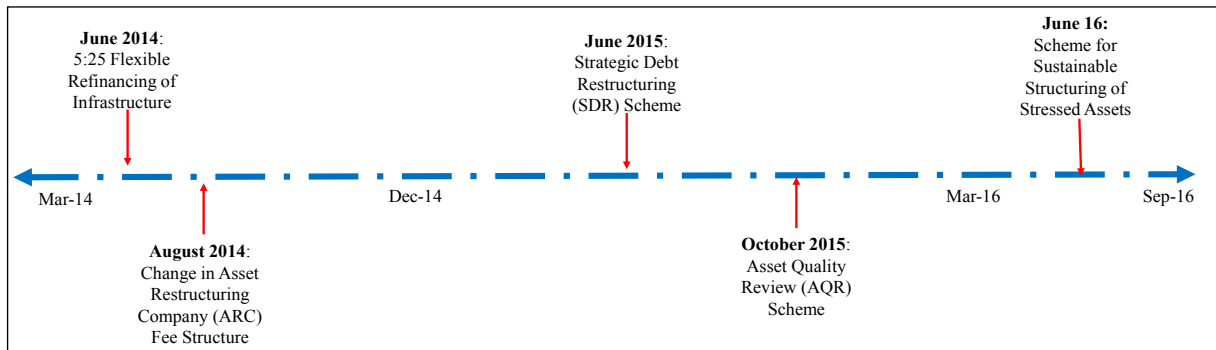 June 2014:
5:25 Flexible
Refinancing of
Infrastructure
June 2015:
Strategic Debt
Restructuring
(SDR) Scheme
June 16:
Scheme for
Sustainable
Structuring of
Stressed Assets
Mar-14
Dec-14
Mar-16
Sep-16
August 2014:
Change in Asset
Restructuring
Company (ARC)
Fee Structure
October 2015:
Asset Quality
Review (AQR)
Scheme